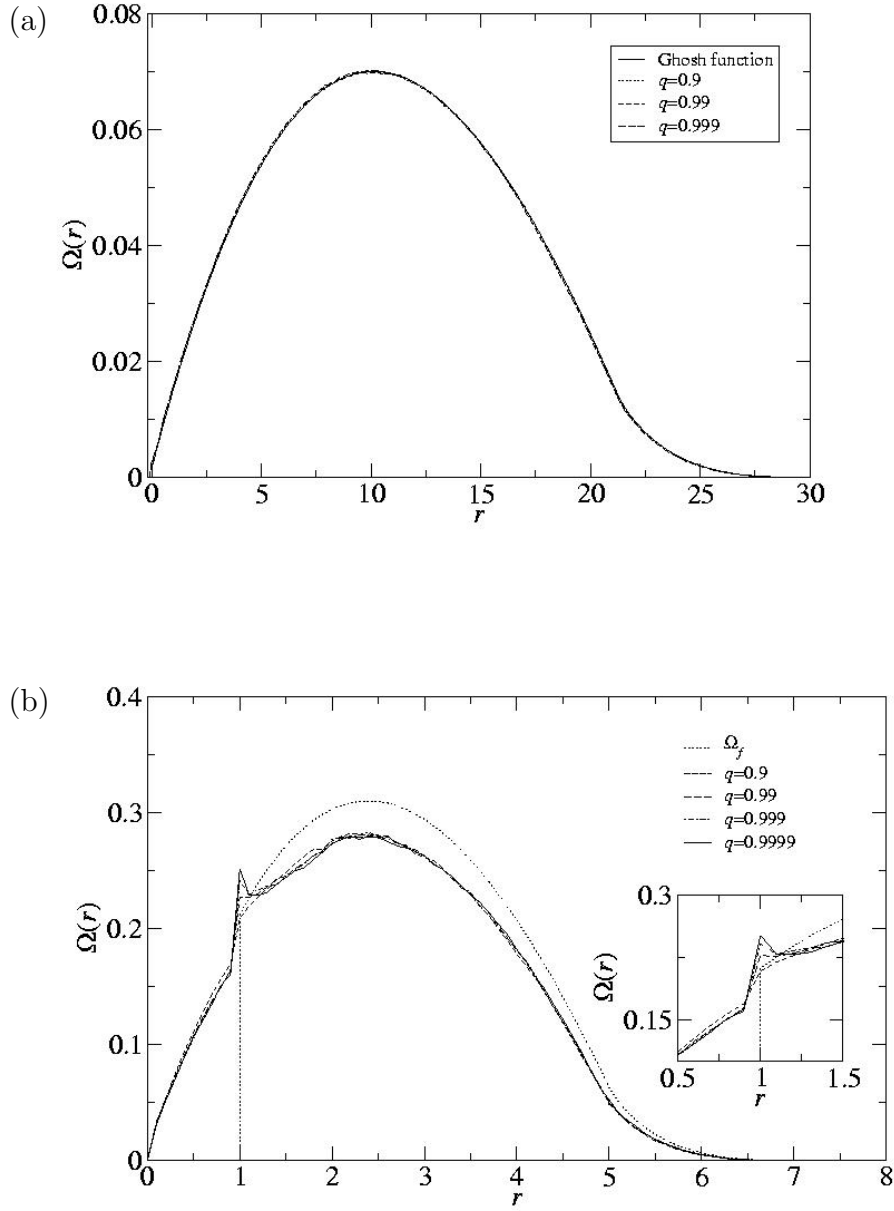 (a)
0.08
0.06
0.04
0.02
0
Ω(r)
0 5 10 15 20 25 30
r
Ghosh function
q=0.9
q=0.99
q=0.999
(b)
0.4
0.3
0.2
0.1
0
Ω(r)
0 1 2 3 4 5 6 7 8
r
Ω_f
q=0.9
q=0.99
q=0.999
q=0.9999
0.3
0.15
Ω(r)
0.5 1 1.5
r